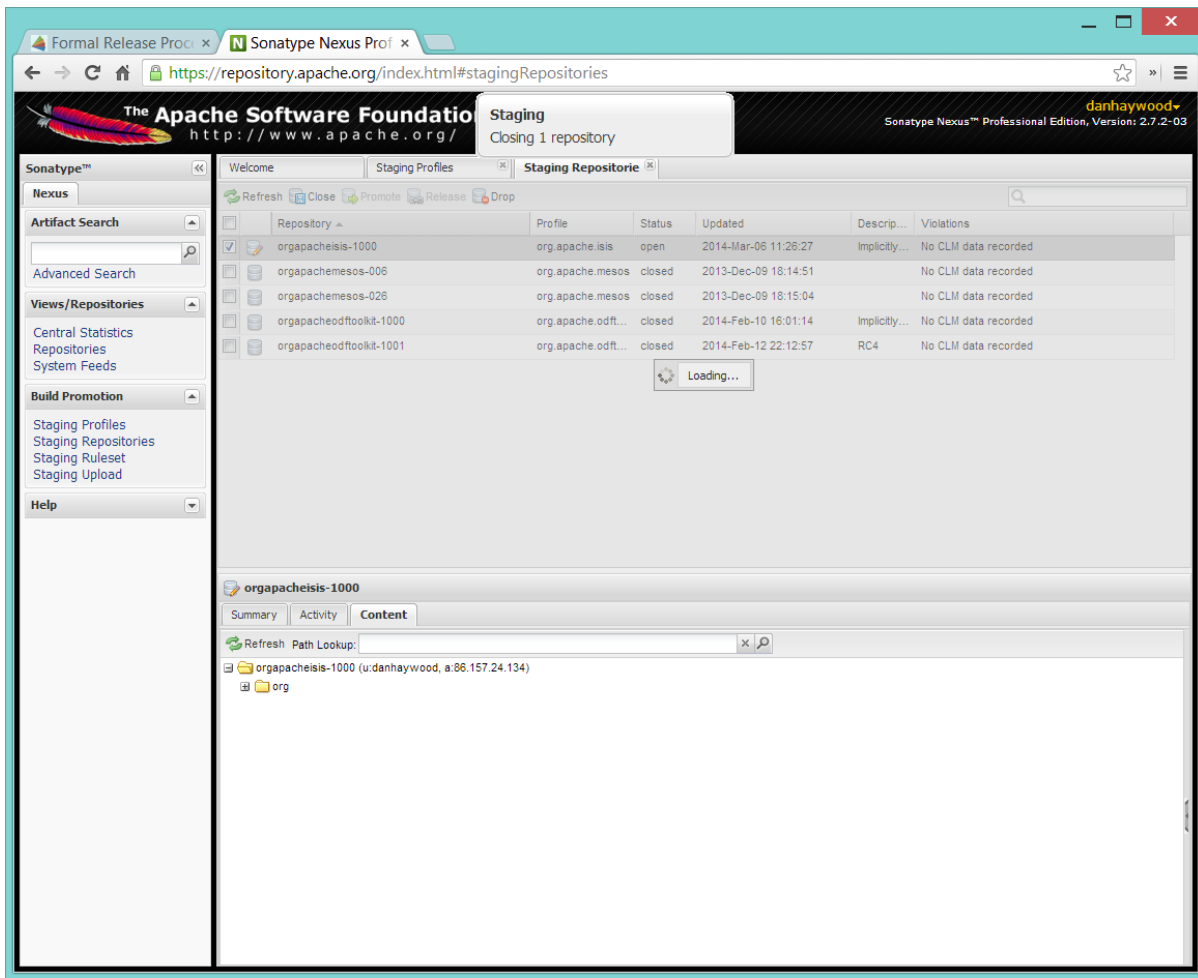 Formal Release Proc
Sonatype Nexus Prof
https://repository.apache.org/index.html#stagingRepositories
The Apache Software Foundatio
http://www.apache.org/
Staging
Closing 1 repository
danhaywood
Sonatype Nexus™ Professional Edition, Version: 2.7.2-03
Sonatype™
Nexus
Artifact Search
Advanced Search
Views/Repositories
Central Statistics
Repositories
System Feeds
Build Promotion
Staging Profiles
Staging Repositories
Staging Ruleset
Staging Upload
Help
Welcome Staging Profiles Staging Repositorie
Refresh Close Promote Release Drop
Repository Profile Status Updated Descrip... Violations
orgapacheisis-1000 org.apache.isis open 2014-Mar-06 11:26:27 Implicitly... No CLM data recorded
orgapachemesos-006 org.apache.mesos closed 2013-Dec-09 18:14:51 No CLM data recorded
orgapachemesos-026 org.apache.mesos closed 2013-Dec-09 18:15:04 No CLM data recorded
orgapacheodftoolkit-1000 org.apache.odft... closed 2014-Feb-10 16:01:14 Implicitly... No CLM data recorded
orgapacheodftoolkit-1001 org.apache.odft... closed 2014-Feb-12 22:12:57 RC4 No CLM data recorded
Loading...
orgapacheisis-1000
Summary Activity Content
Refresh Path Lookup:
orgapacheisis-1000 (u:danhaywood, a:86.157.24.134)
org